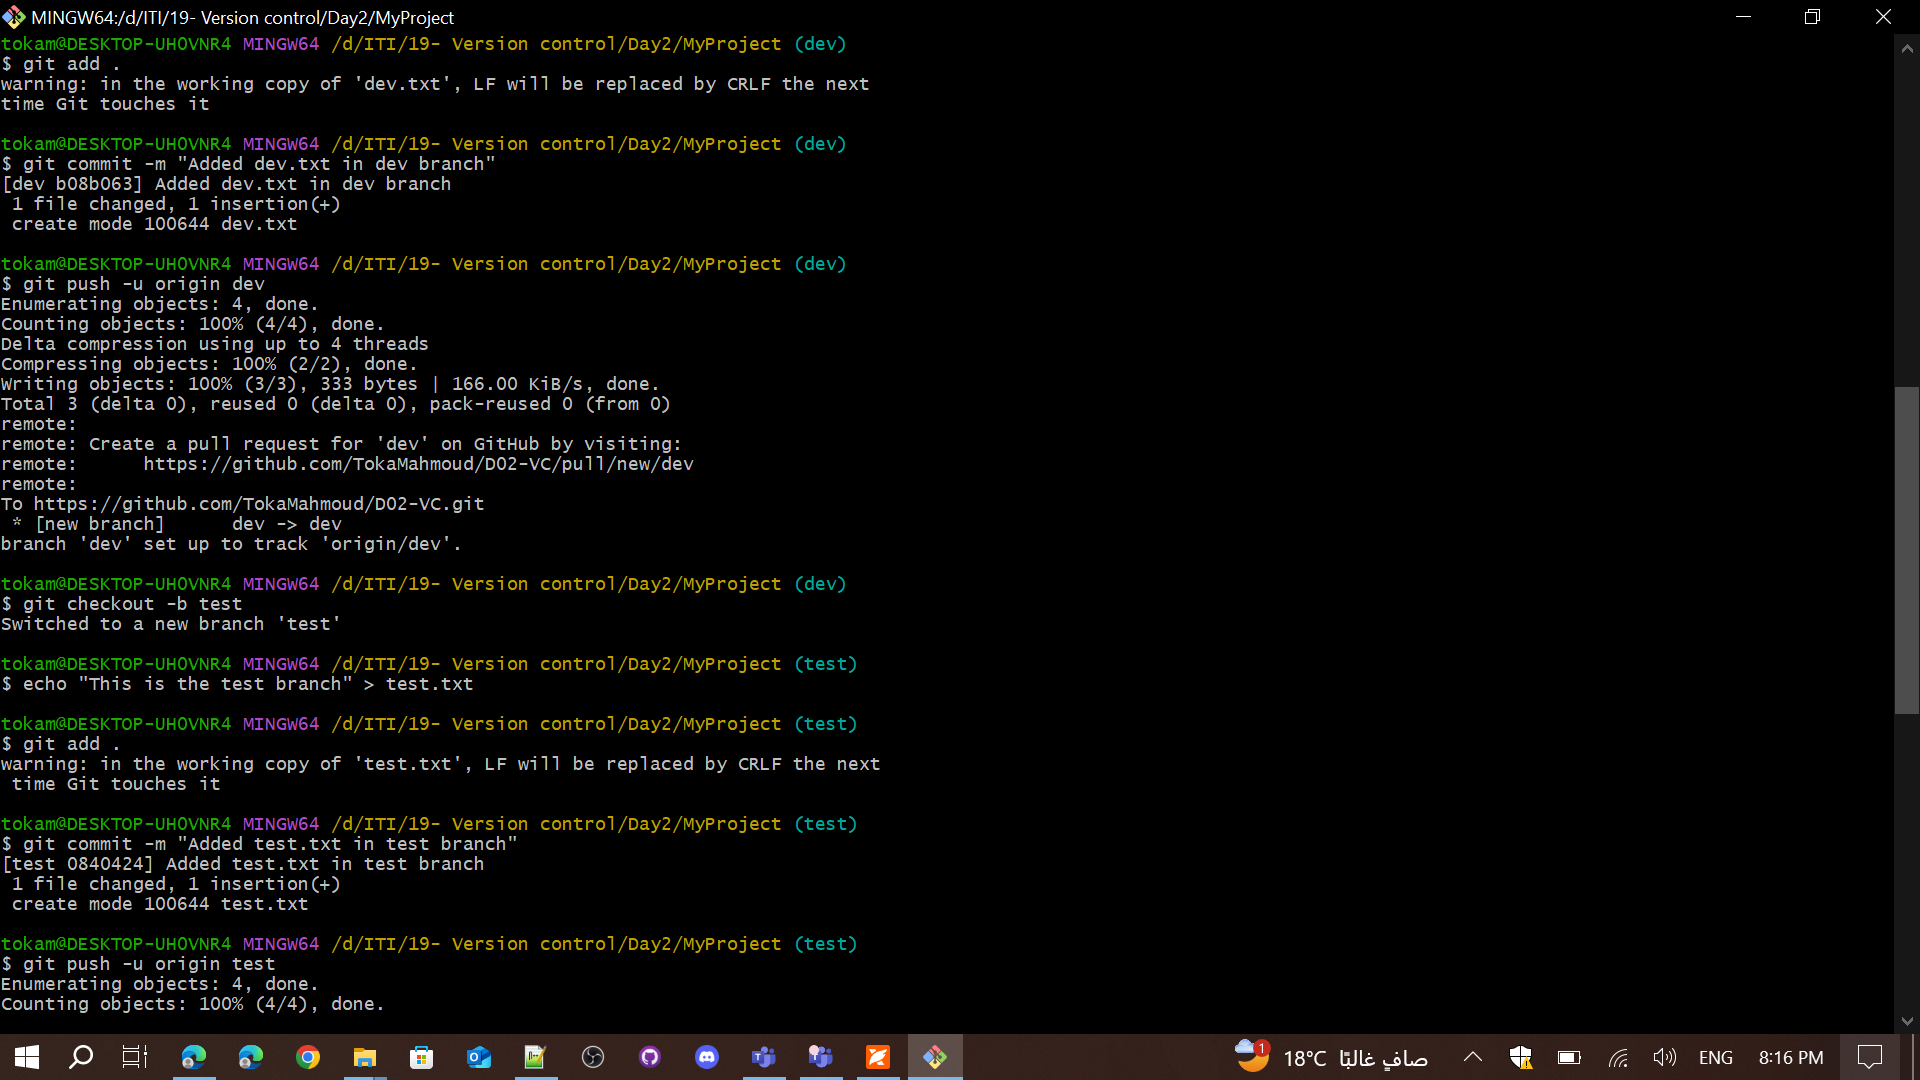 MINGW64:/d/ITI/19- Version control/Day2/MyProject
tokam@DESKTOP-UH0VNR4 MINGW64 /d/ITI/19- Version control/Day2/MyProject (dev)
$ git add .
warning: in the working copy of 'dev.txt', LF will be replaced by CRLF the next
time Git touches it
tokam@DESKTOP-UH0VNR4 MINGW64 /d/ITI/19- Version control/Day2/MyProject (dev)
$ git commit -m "Added dev.txt in dev branch"
[dev b08b063] Added dev.txt in dev branch
 1 file changed, 1 insertion(+)
 create mode 100644 dev.txt
tokam@DESKTOP-UH0VNR4 MINGW64 /d/ITI/19- Version control/Day2/MyProject (dev)
$ git push -u origin dev
Enumerating objects: 4, done.
Counting objects: 100% (4/4), done.
Delta compression using up to 4 threads
Compressing objects: 100% (2/2), done.
Writing objects: 100% (3/3), 333 bytes | 166.00 KiB/s, done.
Total 3 (delta 0), reused 0 (delta 0), pack-reused 0 (from 0)
remote:
remote: Create a pull request for 'dev' on GitHub by visiting:
remote:      https://github.com/TokaMahmoud/D02-VC/pull/new/dev
remote:
To https://github.com/TokaMahmoud/D02-VC.git
 * [new branch]      dev -> dev
branch 'dev' set up to track 'origin/dev'.
tokam@DESKTOP-UH0VNR4 MINGW64 /d/ITI/19- Version control/Day2/MyProject (dev)
$ git checkout -b test
Switched to a new branch 'test'
tokam@DESKTOP-UH0VNR4 MINGW64 /d/ITI/19- Version control/Day2/MyProject (test)
$ echo "This is the test branch" > test.txt
tokam@DESKTOP-UH0VNR4 MINGW64 /d/ITI/19- Version control/Day2/MyProject (test)
$ git add .
warning: in the working copy of 'test.txt', LF will be replaced by CRLF the next
 time Git touches it
tokam@DESKTOP-UH0VNR4 MINGW64 /d/ITI/19- Version control/Day2/MyProject (test)
$ git commit -m "Added test.txt in test branch"
[test 0840424] Added test.txt in test branch
 1 file changed, 1 insertion(+)
 create mode 100644 test.txt
tokam@DESKTOP-UH0VNR4 MINGW64 /d/ITI/19- Version control/Day2/MyProject (test)
$ git push -u origin test
Enumerating objects: 4, done.
Counting objects: 100% (4/4), done.
1 18°C صافٍ غالبًا ENG 8:16 PM